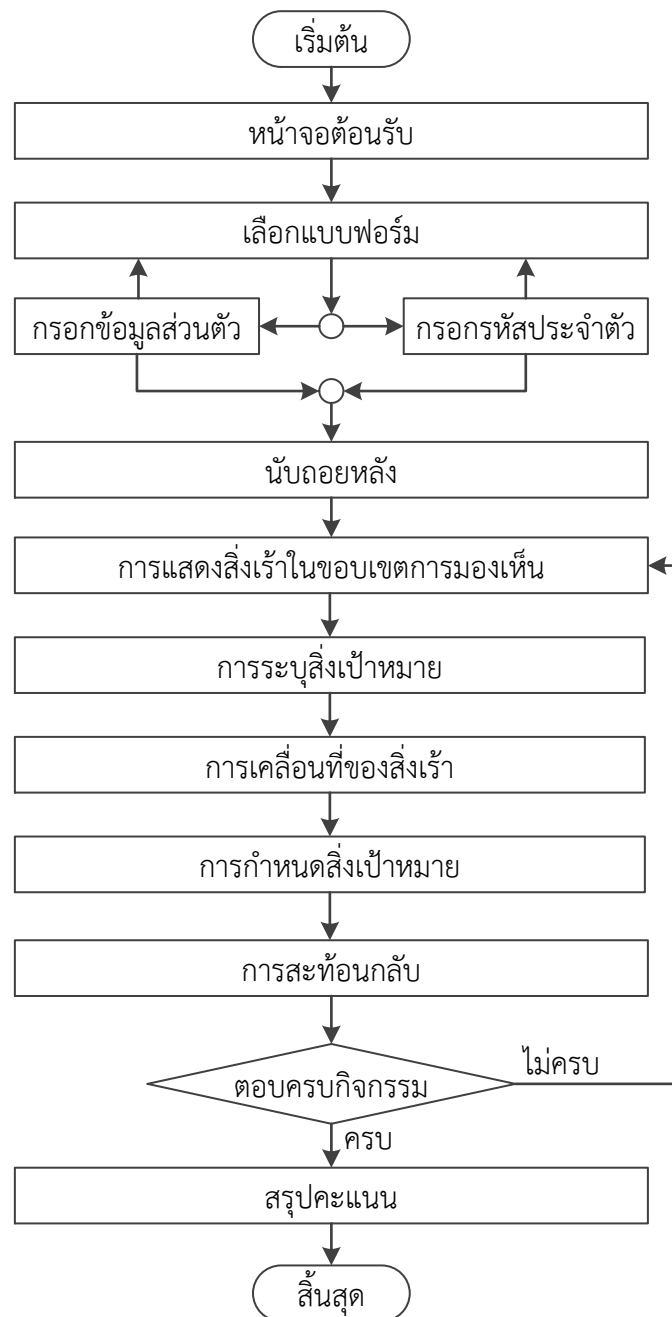 เริ่มต้น
หน้าจอต้อนรับ
เลือกแบบฟอร์ม
กรอกข้อมูลส่วนตัว
กรอกรหัสประจำตัว
นับถอยหลัง
การแสดงสิ่งเร้าในขอบเขตการมองเห็น
การระบุสิ่งเป้าหมาย
การเคลื่อนที่ของสิ่งเร้า
การกำหนดสิ่งเป้าหมาย
การสะท้อนกลับ
ไม่ครบ
ตอบครบกิจกรรม
ครบ
สรุปคะแนน
สิ้นสุด